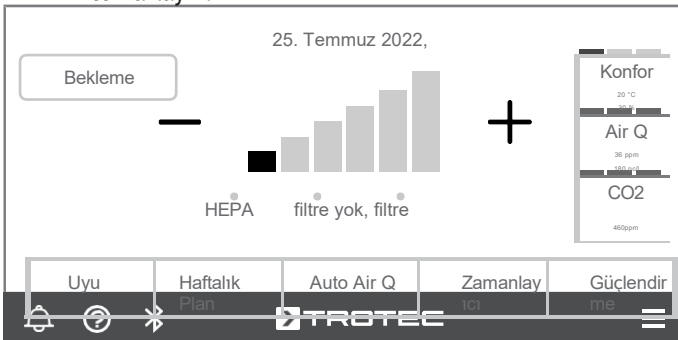 25. Temmuz 2022,
Bekleme
Konfor
20 °C
30 %
Air Q
36 ppm
CO2
460ppm
HEPA filtre yok, filtre
Uyu Haftalık Plan Auto Air Q Zamanlay ıcı Güçlendir me
TROTEC